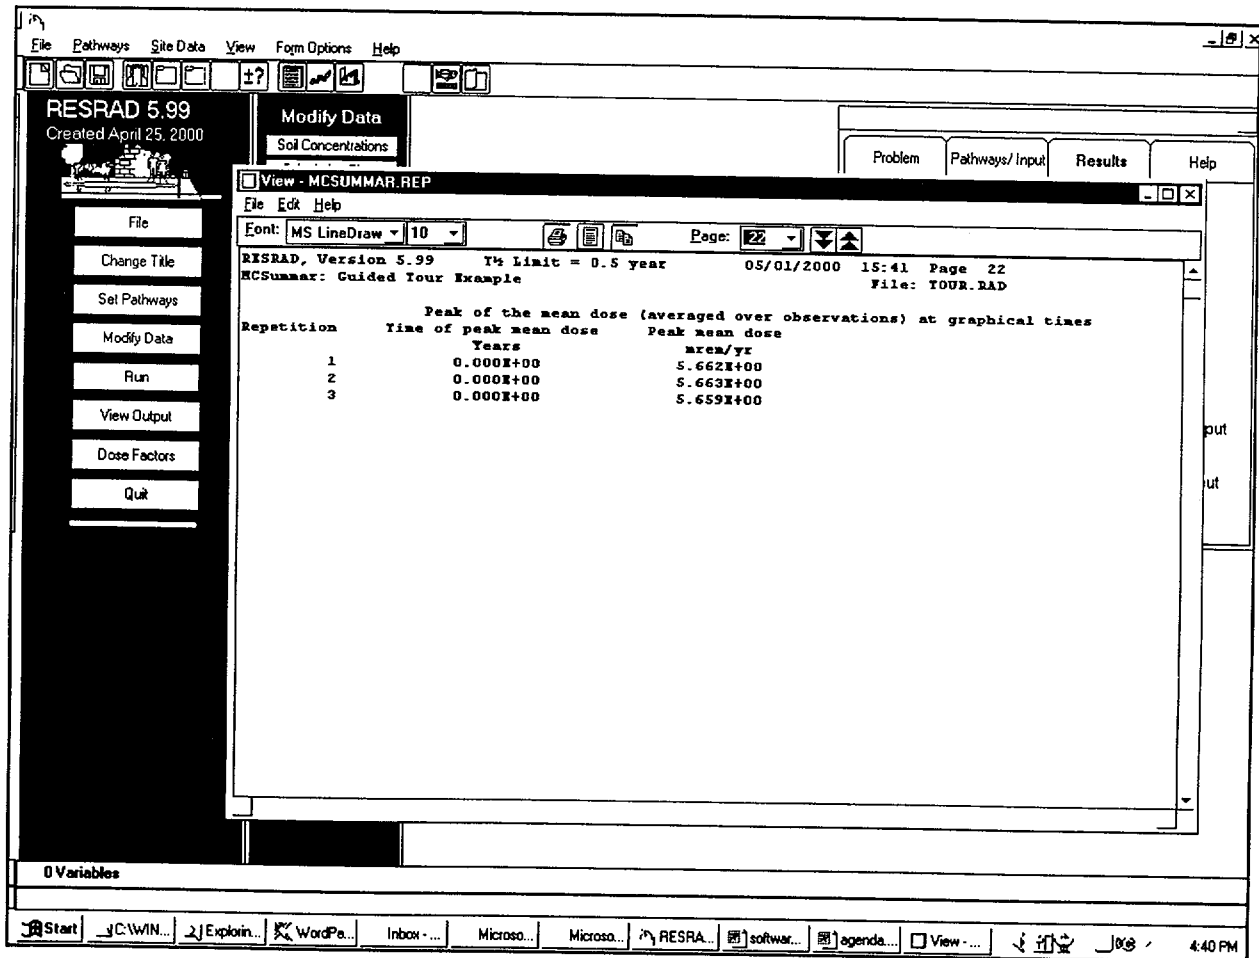 File Pathways Site Data View Form Options Help
±?
RESRAD 5.99
Created April 25, 2000
Modify Data
Soil Concentrations
Problem Pathways/Input Results Help
View - MCSUMMAR.REP
File Edit Help
Font: MS LineDraw 10 Page: 22
RESRAD, Version 5.99 T½ Limit = 0.5 year 05/01/2000 15:41 Page 22
MCSummar: Guided Tour Example File: TOUR.RAD
Peak of the mean dose (averaged over observations) at graphical times
Repetition Time of peak mean dose Peak mean dose
Years mrem/yr
1 0.000E+00 5.662E+00
2 0.000E+00 5.663E+00
3 0.000E+00 5.659E+00
File
Change Title
Set Pathways
Modify Data
Run
View Output
Dose Factors
Quit
put
ut
0 Variables
Start C:\WIN... Explorin... WordPa... Inbox - ... Microso... Microso... RESRA... softwar... agenda... View - ... 4:40 PM